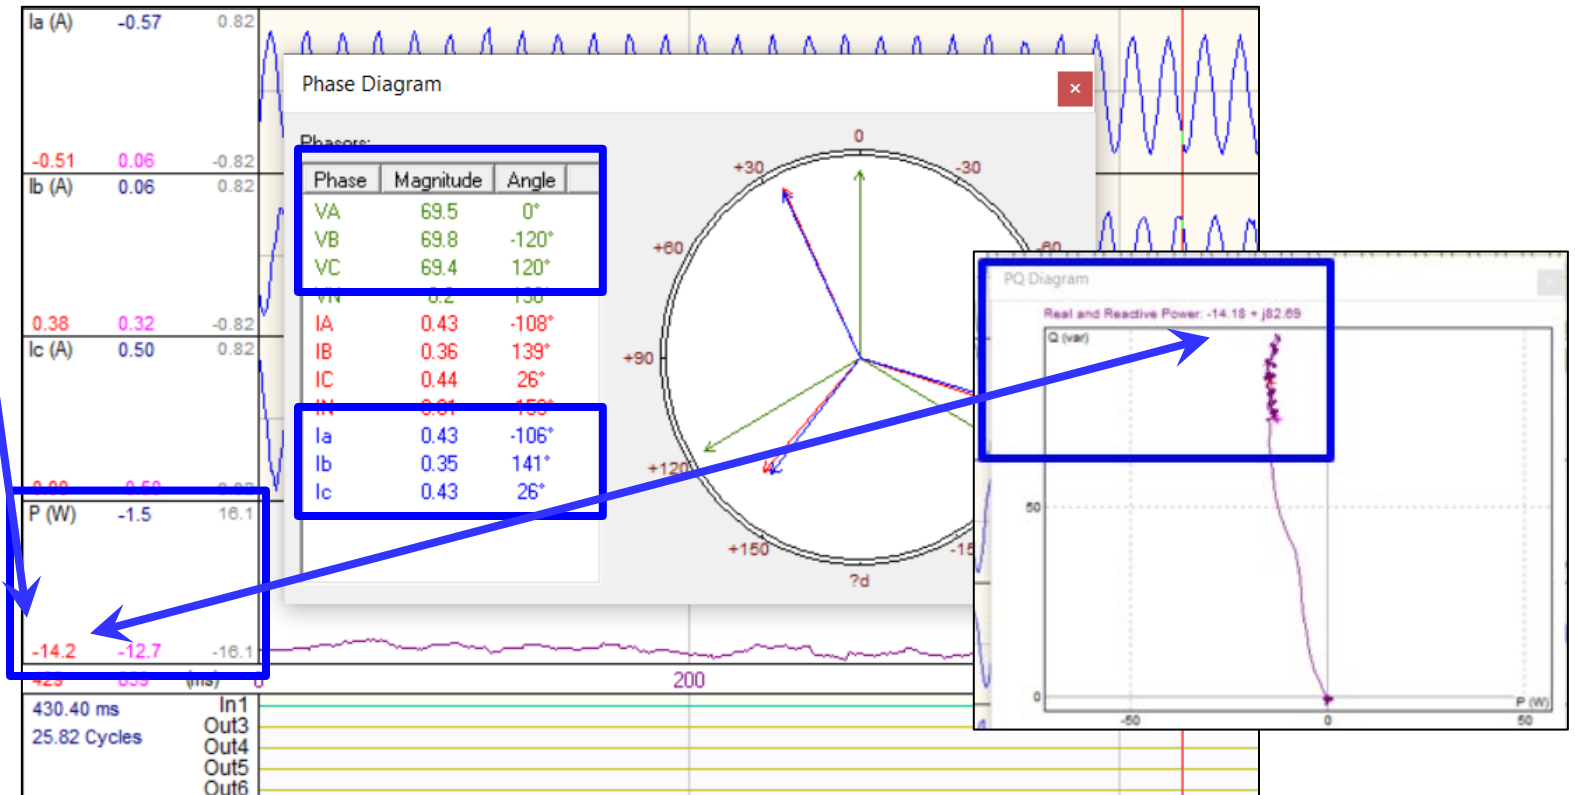 Ia (A) -0.57 0.82
-0.51 0.06 -0.82
Ib (A) 0.06 0.82
0.38 0.32 -0.82
Ic (A) 0.50 0.82
P (W) -1.5 16.1
-14.2 -12.7 -16.1
(ms) 0 200
430.40 ms
25.82 Cycles
In1
Out3
Out4
Out5
Out6
Phase Diagram
×
Phasors:
Phase Magnitude Angle
VA 69.5 0°
VB 69.8 -120°
VC 69.4 120°
VN 0.2
IA 0.43 -108°
IB 0.36 139°
IC 0.44 26°
IN
Ia 0.43 -106°
Ib 0.35 141°
Ic 0.43 26°
0
+30
-30
+60
-60
+90
+120
+150
-15
?d
PQ Diagram
Real and Reactive Power: -14.18 + j82.69
Q (var)
50
0
P (W)
-50 0 50